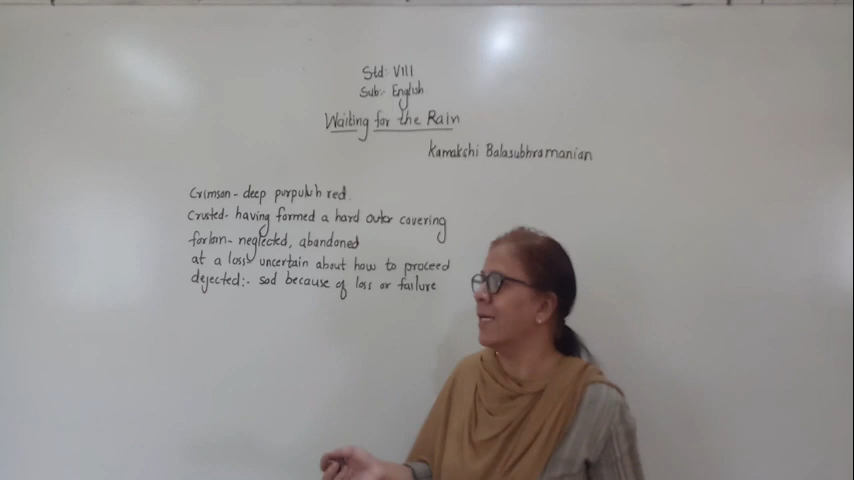 Std: VIII
Sub:- English
Waiting for the Rain
Kamakshi Balasubhramanian
Crimson- deep purpulish red.
Crusted- having formed a hard outer covering
forlorn- neglected, abandoned
at a loss- uncertain about how to proceed
dejected:- sad because of loss or failure